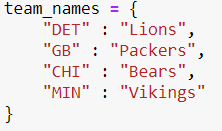 team_names = {
    "DET" : "Lions",
    "GB" : "Packers",
    "CHI" : "Bears",
    "MIN" : "Vikings"
}